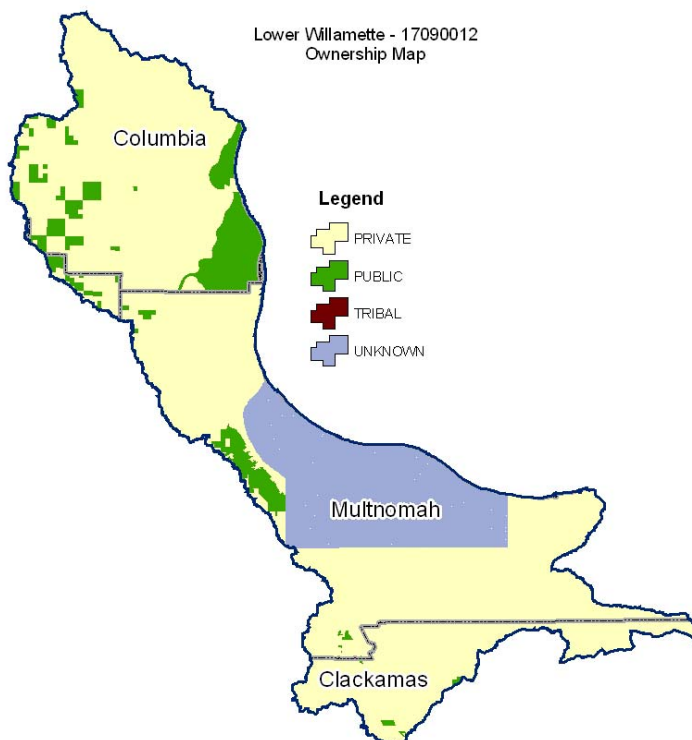 Lower Willamette - 17090012
Ownership Map
Columbia
Legend
PRIVATE
PUBLIC
TRIBAL
UNKNOWN
Multnomah
Clackamas